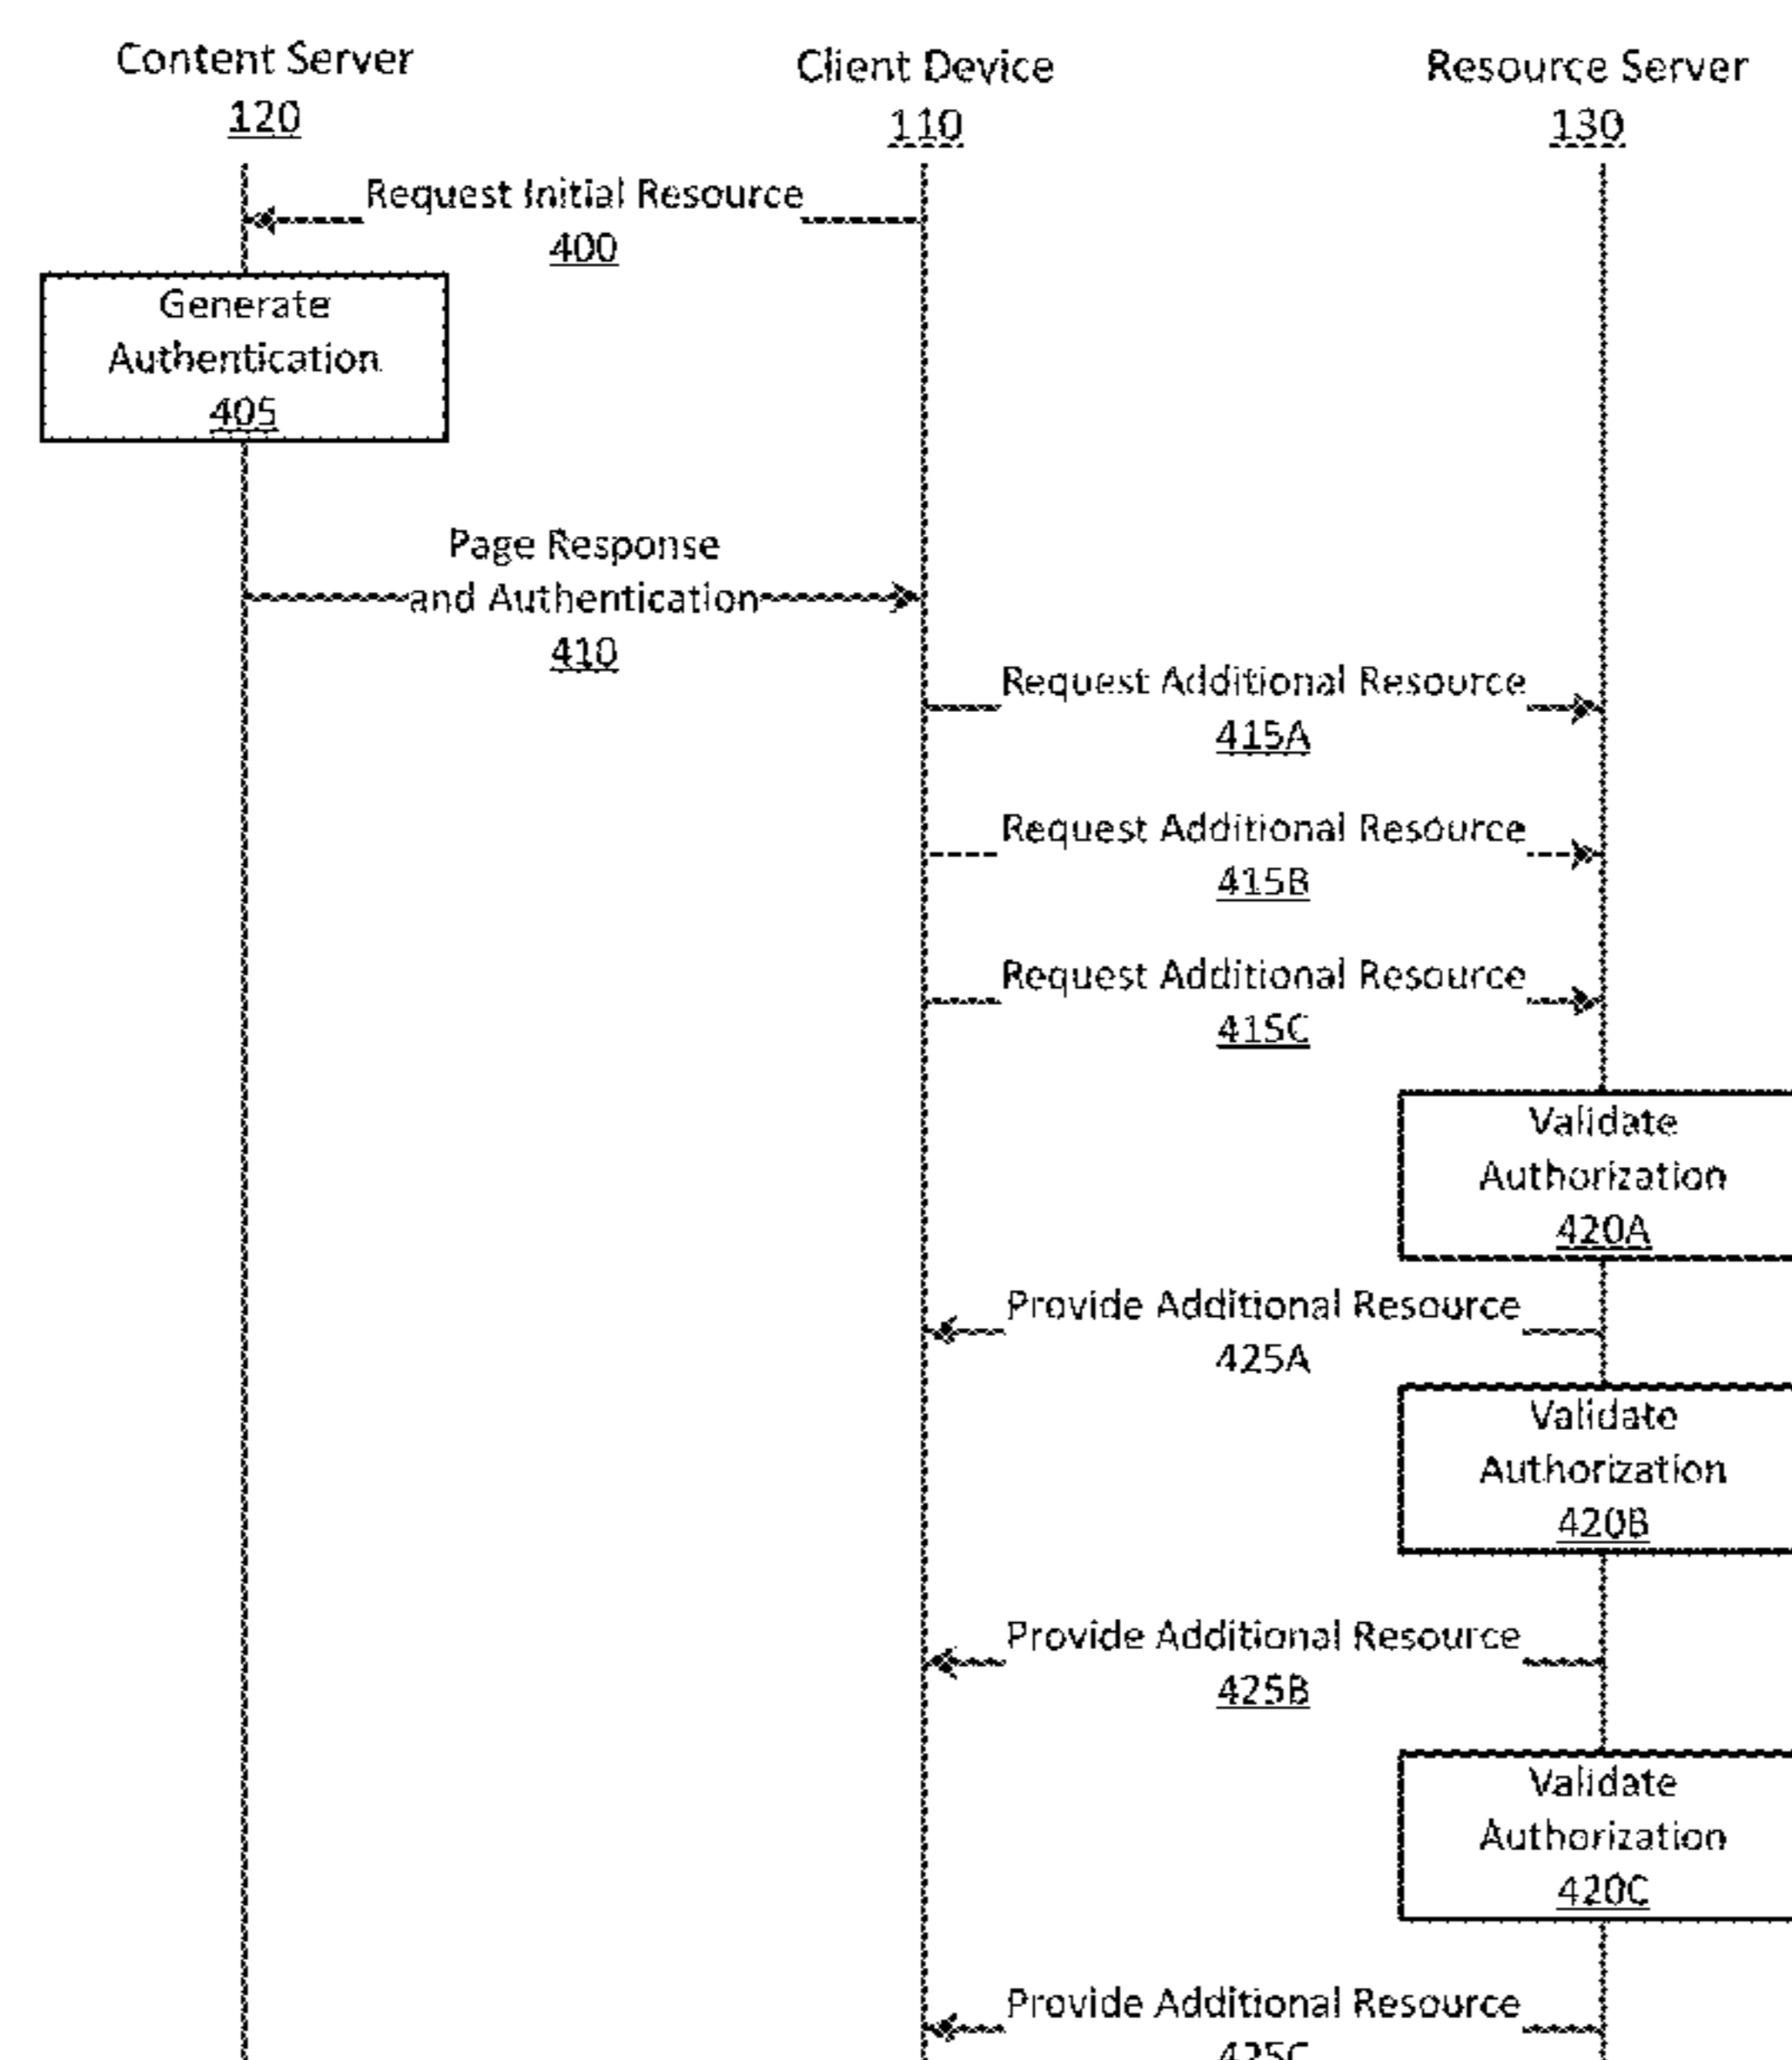 Content Server
120
Client Device
110
Resource Server
130
Request Initial Resource
400
Generate
Authentication
405
Page Response
and Authentication
410
Request Additional Resource
415A
Request Additional Resource
415B
Request Additional Resource
415C
Validate
Authorization
420A
Provide Additional Resource
425A
Validate
Authorization
420B
Provide Additional Resource
425B
Validate
Authorization
420C
Provide Additional Resource
425C